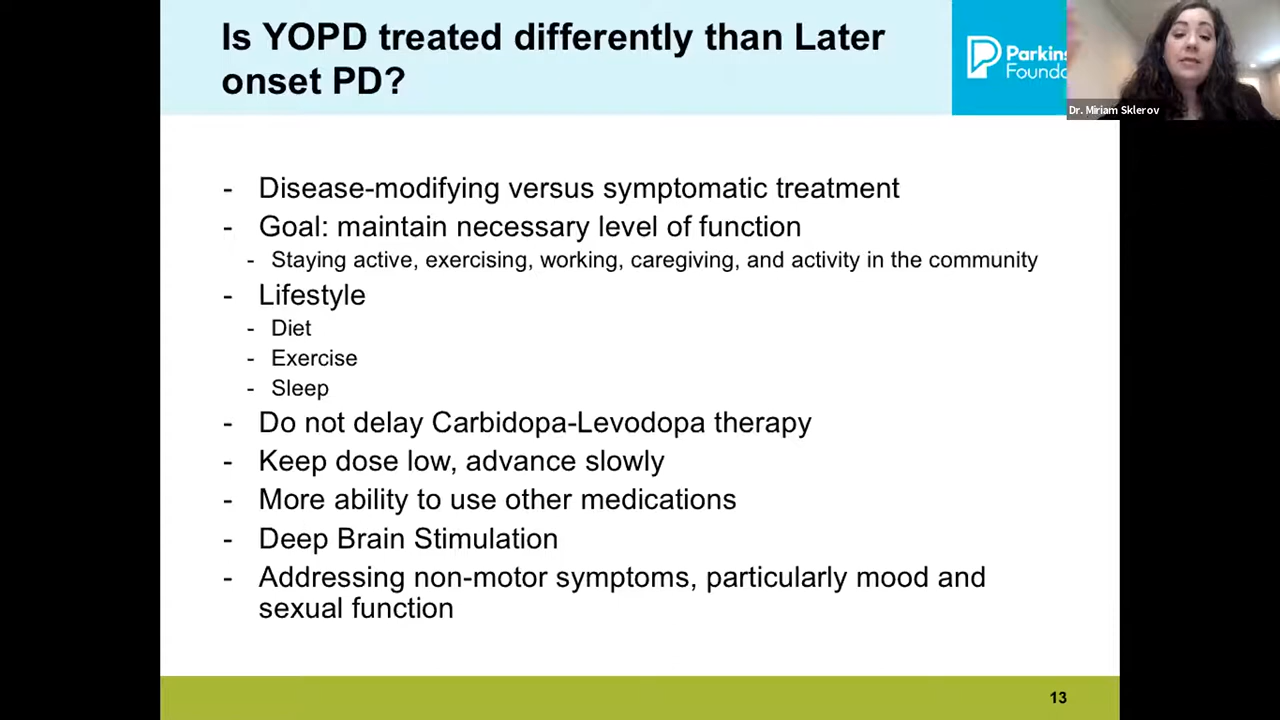 Is YOPD treated differently than Later
onset PD?
Dr. Miriam Sklerov
- Disease-modifying versus symptomatic treatment
- Goal: maintain necessary level of function
- Staying active, exercising, working, caregiving, and activity in the community
- Lifestyle
- Diet
- Exercise
- Sleep
- Do not delay Carbidopa-Levodopa therapy
- Keep dose low, advance slowly
- More ability to use other medications
- Deep Brain Stimulation
- Addressing non-motor symptoms, particularly mood and
sexual function
13